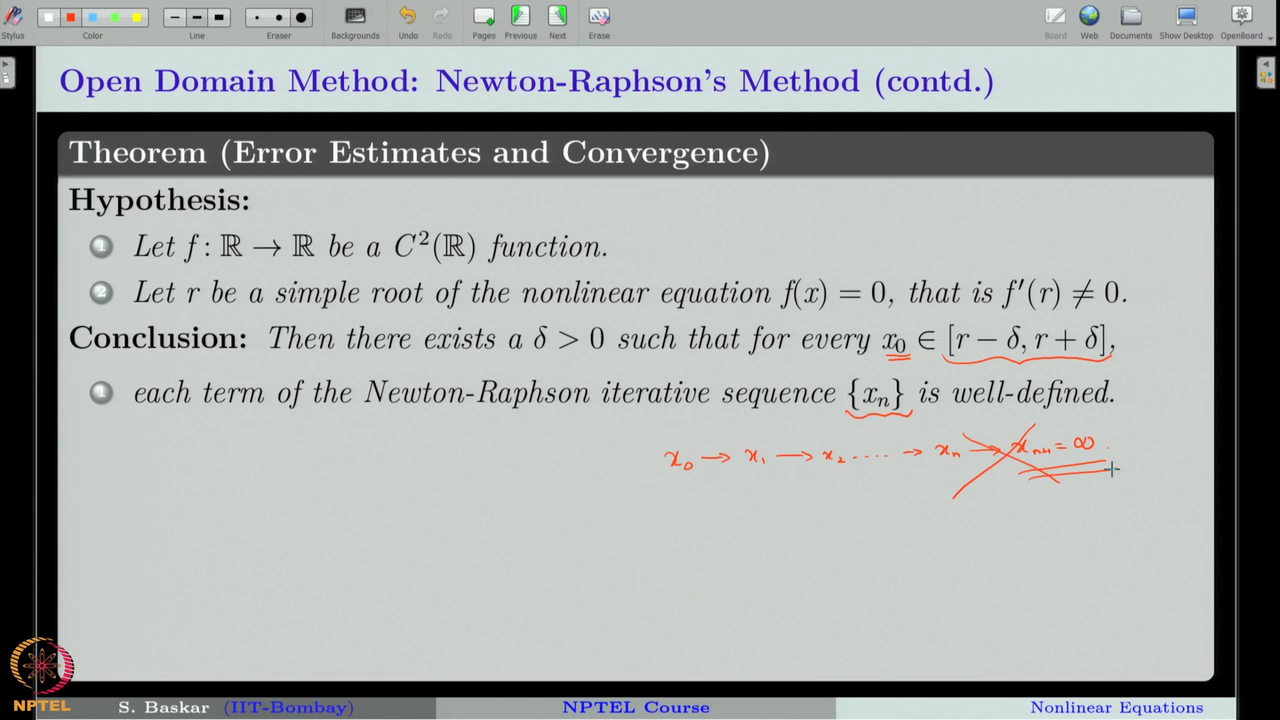 Stylus Color Line Eraser Backgrounds Undo Redo Pages Previous Next Erase Board Web Documents Show Desktop OpenBoard
Open Domain Method: Newton-Raphson's Method (contd.)
Theorem (Error Estimates and Convergence)
Hypothesis:
1 Let f : ℝ → ℝ be a C²(ℝ) function.
2 Let r be a simple root of the nonlinear equation f(x) = 0, that is f′(r) ≠ 0.
Conclusion: Then there exists a δ > 0 such that for every x₀ ∈ [r − δ, r + δ],
1 each term of the Newton-Raphson iterative sequence {xₙ} is well-defined.
x₀ → x₁ → x₂ .... → xₙ → xₙ₊₁ = ∞ .
NPTEL
S. Baskar (IIT-Bombay) NPTEL Course Nonlinear Equations